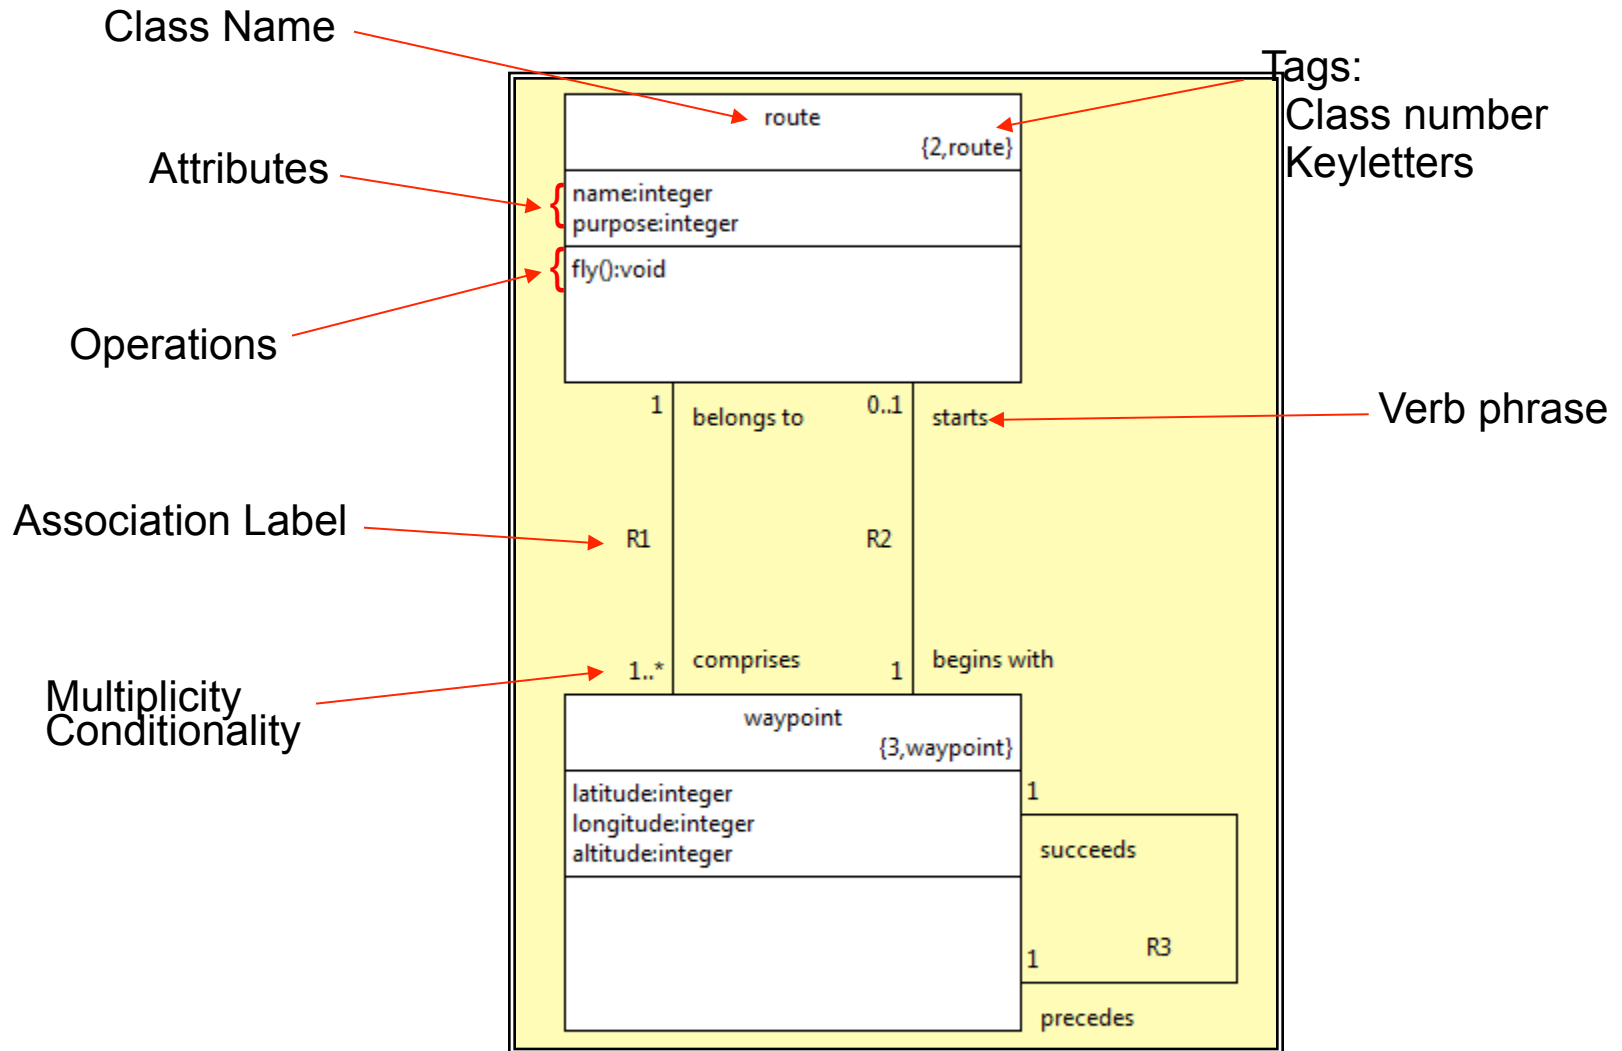 Class Name
Tags:
Class number
Keyletters
route
{2,route}
Attributes
name:integer
purpose:integer
fly():void
Operations
1
belongs to
0..1
starts
Verb phrase
Association Label
R1
R2
1..*
comprises
1
begins with
Multiplicity
Conditionality
waypoint
{3,waypoint}
latitude:integer
longitude:integer
altitude:integer
1
succeeds
R3
1
precedes